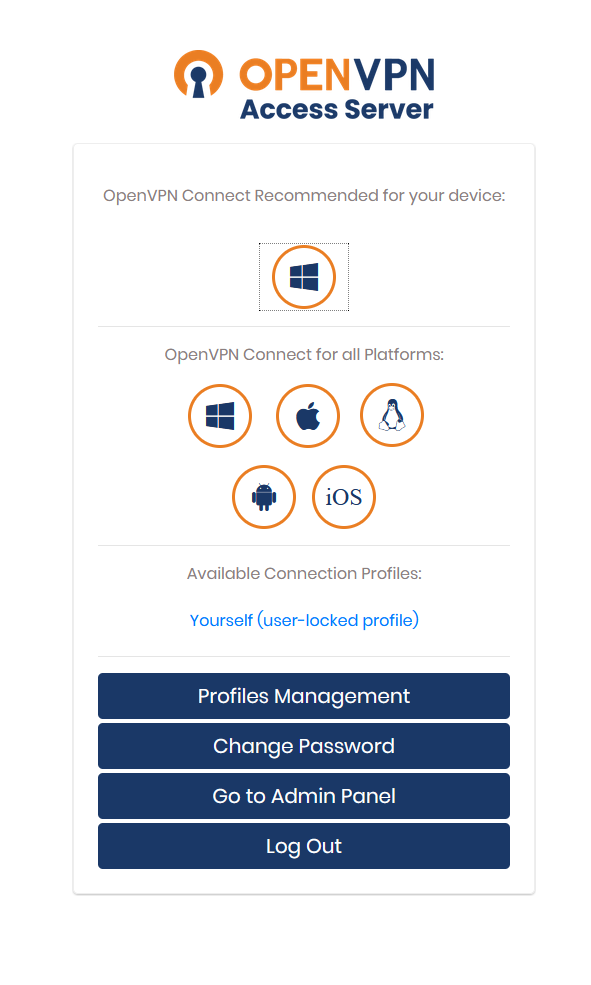 OPENVPN
Access Server
OpenVPN Connect Recommended for your device:
OpenVPN Connect for all Platforms:
iOS
Available Connection Profiles:
Yourself (user-locked profile)
Profiles Management
Change Password
Go to Admin Panel
Log Out